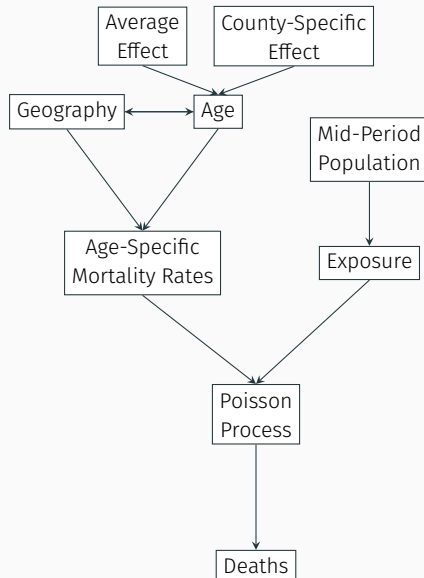 Average
Effect
County-Specific
Effect
Geography
Age
Mid-Period
Population
Age-Specific
Mortality Rates
Exposure
Poisson
Process
Deaths